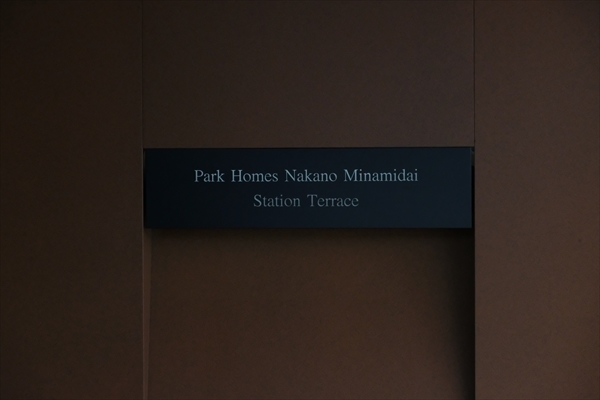 Park Homes Nakano Minamidai
Station Terrace